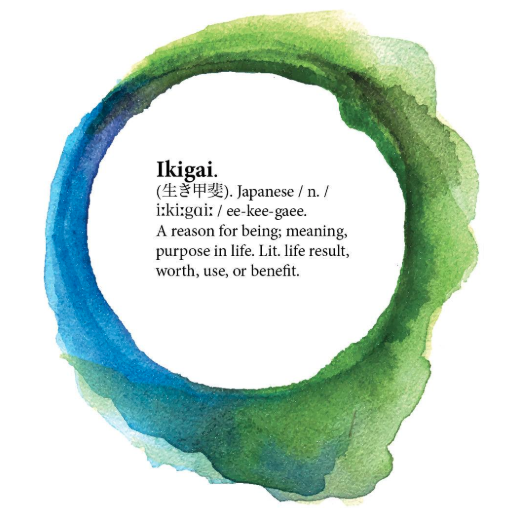 Ikigai.
(生き甲斐). Japanese / n. /
iːkiːgɑiː / ee-kee-gaee.
A reason for being; meaning,
purpose in life. Lit. life result,
worth, use, or benefit.